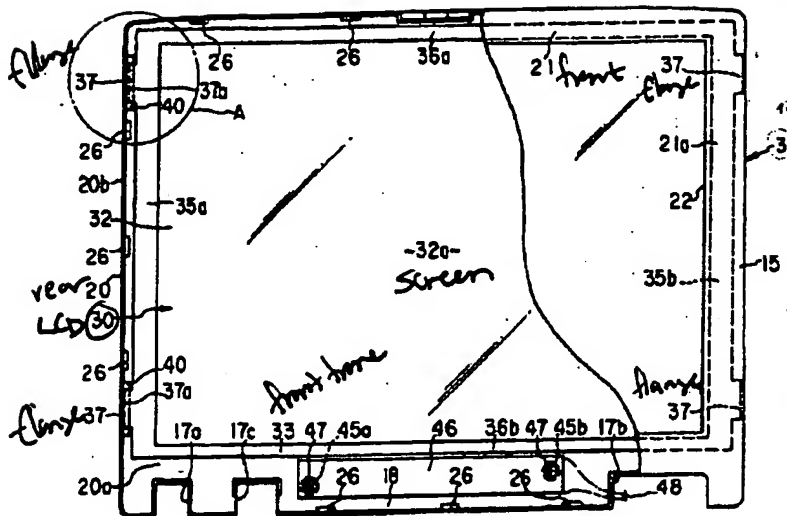 26 26 36a 21 front 37
flange
37 37a
40 A
26
20b
35a
32
26
rear
20
LCD 30
26
40
37a
37
flange
-32a-
screen
21a
3
22
15
35b
flange
37
17a 17c 33 47 45a 46 36b 47 45b 17b
20a
26 18 26 26 48